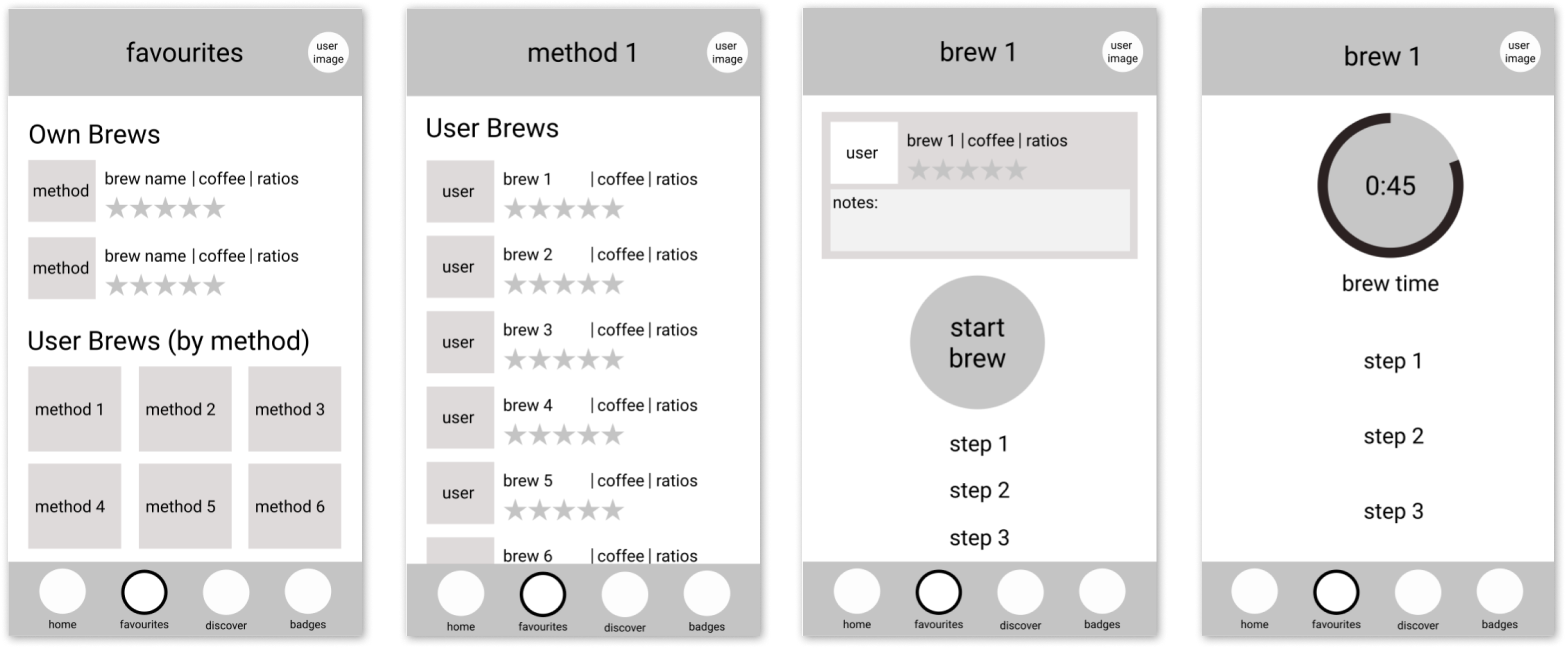 favourites
user
image
Own Brews
method
brew name | coffee | ratios
method
brew name | coffee | ratios
User Brews (by method)
method 1
method 2
method 3
method 4
method 5
method 6
home
favourites
discover
badges
method 1
user
image
User Brews
user
brew 1 | coffee | ratios
user
brew 2 | coffee | ratios
user
brew 3 | coffee | ratios
user
brew 4 | coffee | ratios
user
brew 5 | coffee | ratios
brew 6 | coffee | ratios
home
favourites
discover
badges
brew 1
user
image
user
brew 1 | coffee | ratios
notes:
start
brew
step 1
step 2
step 3
home
favourites
discover
badges
brew 1
user
image
0:45
brew time
step 1
step 2
step 3
home
favourites
discover
badges